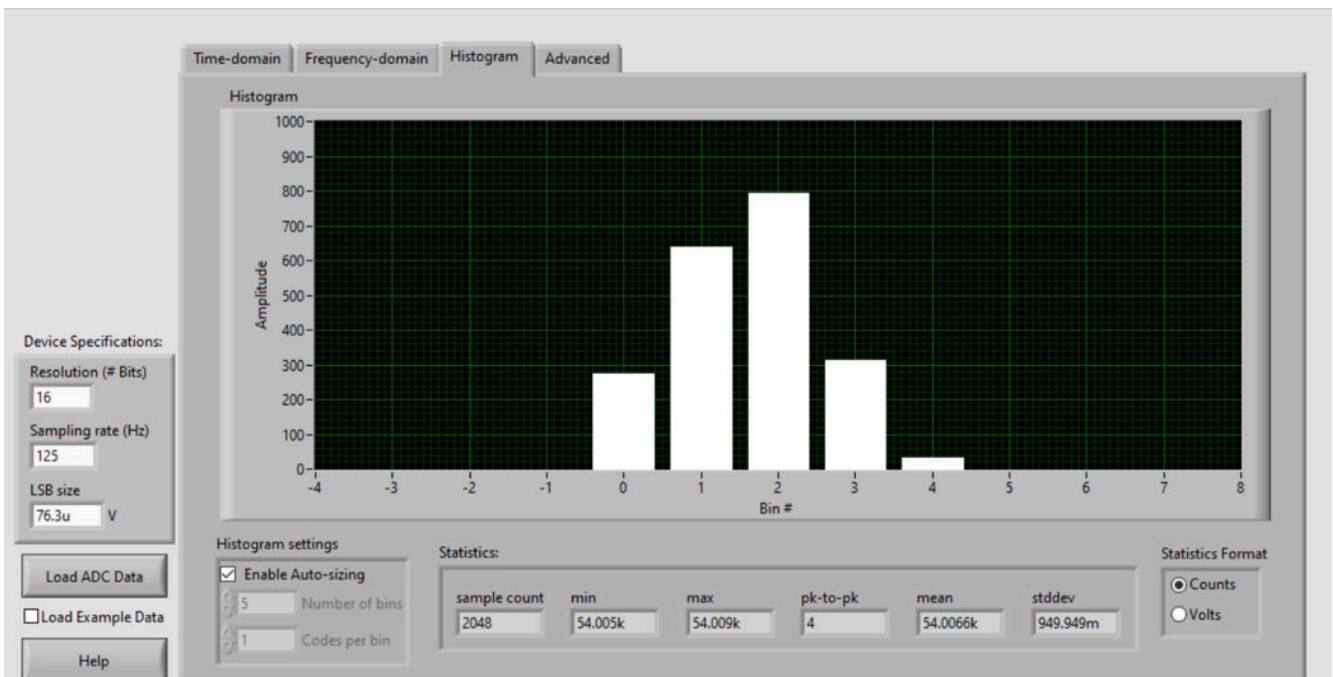 Time-domain Frequency-domain Histogram Advanced
Histogram
1000
900
800
700
600
500
400
300
200
100
0
Amplitude
-4 -3 -2 -1 0 1 2 3 4 5 6 7 8
Bin #
Device Specifications:
Resolution (# Bits)
16
Sampling rate (Hz)
125
LSB size
76.3u V
Load ADC Data
Load Example Data
Help
Histogram settings
Enable Auto-sizing
5 Number of bins
1 Codes per bin
Statistics:
sample count min max pk-to-pk mean stddev
2048 54.005k 54.009k 4 54.0066k 949.949m
Statistics Format
Counts
Volts